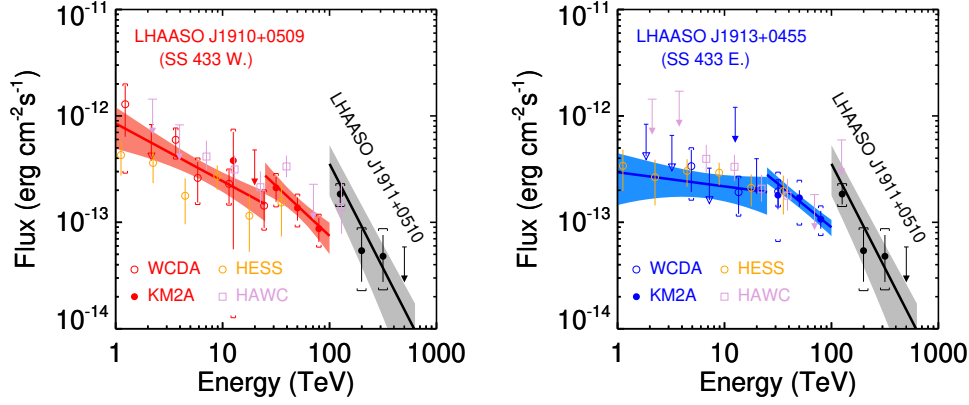 10⁻¹¹
10⁻¹²
10⁻¹³
10⁻¹⁴
Flux (erg cm⁻²s⁻¹)
LHAASO J1910+0509
(SS 433 W.)
LHAASO J1911+0510
WCDA
HESS
KM2A
HAWC
1
10
100
1000
Energy (TeV)
10⁻¹¹
10⁻¹²
10⁻¹³
10⁻¹⁴
Flux (erg cm⁻²s⁻¹)
LHAASO J1913+0455
(SS 433 E.)
LHAASO J1911+0510
WCDA
HESS
KM2A
HAWC
1
10
100
1000
Energy (TeV)